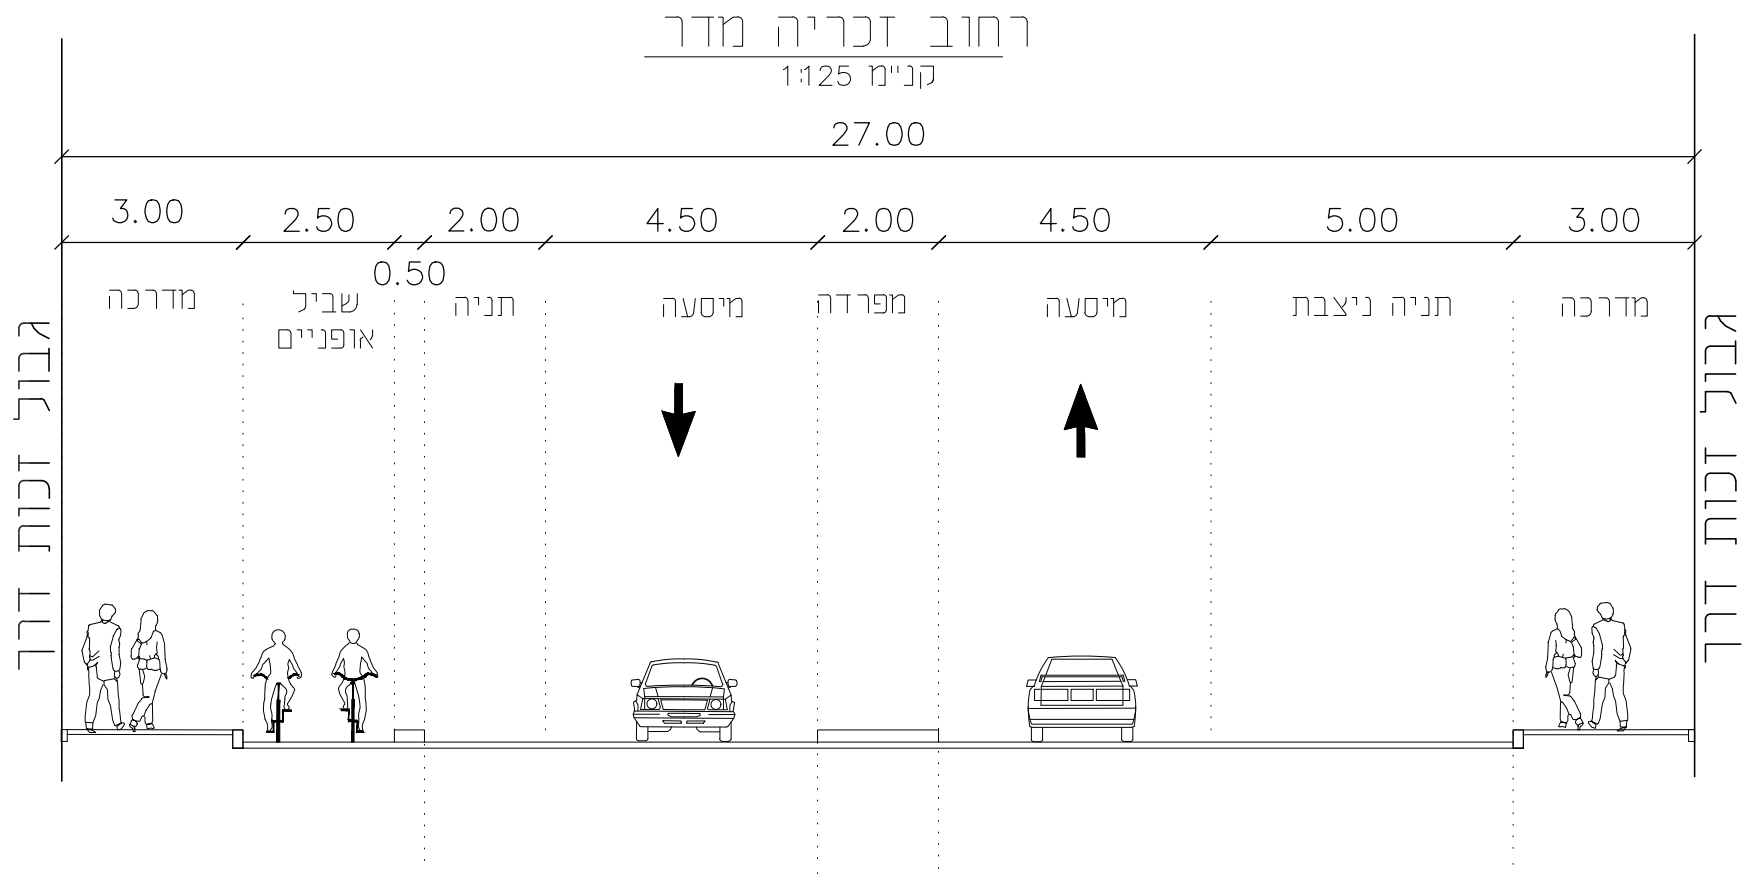 רחוב זכריה מדר
קנ"מ 1:125
27.00
3.00
2.50
0.50
2.00
4.50
2.00
4.50
5.00
3.00
מדרכה
שביל
אופניים
תניה
מיסעה
מפרדה
מיסעה
תניה ניצבת
מדרכה
גבול זכות דרך
גבול זכות דרך